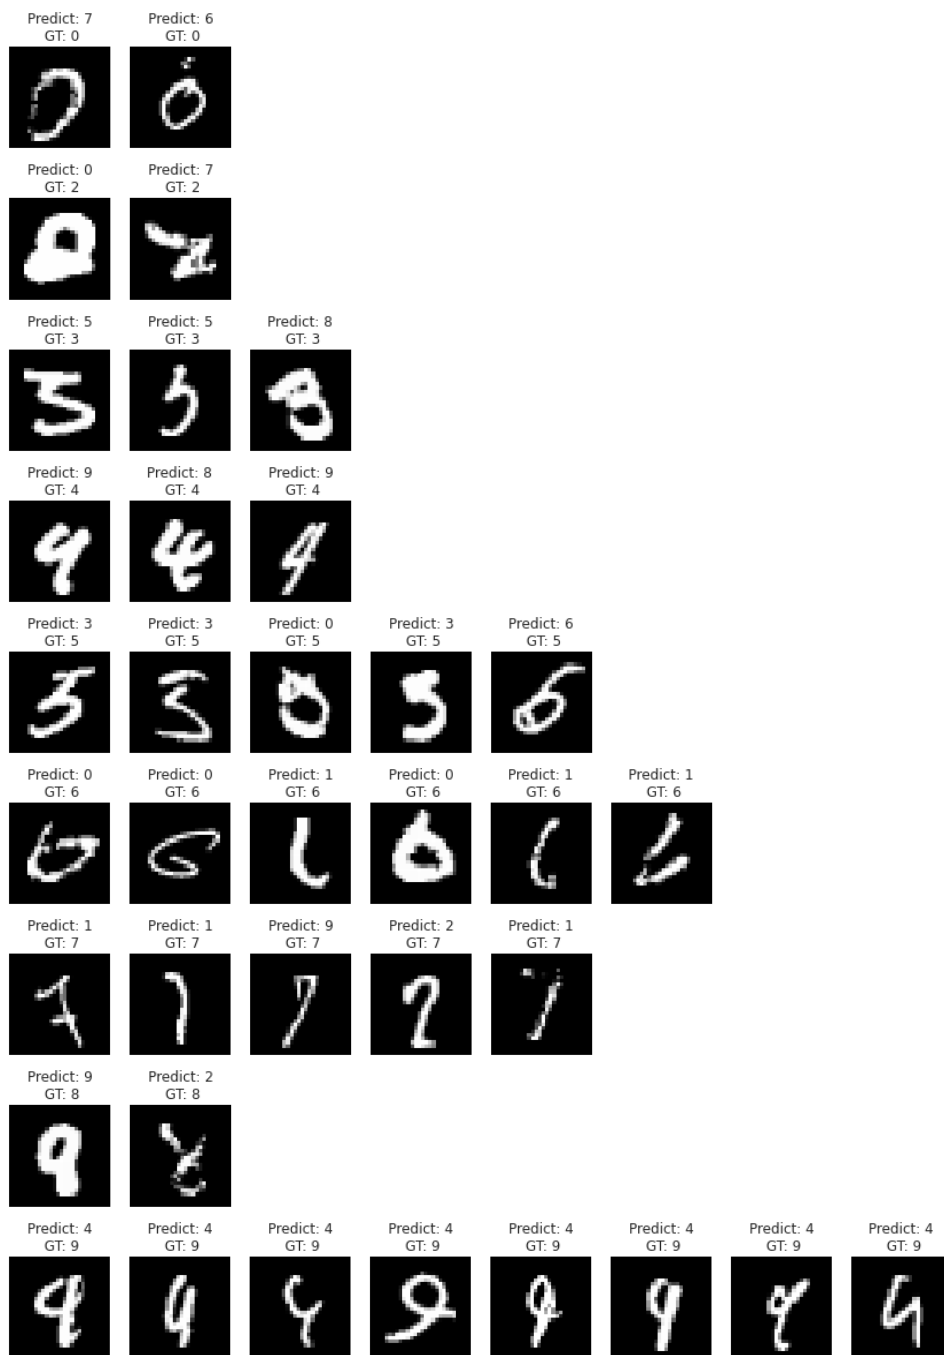 Predict: 7 Predict: 6
GT: 0 GT: 0
Predict: 0 Predict: 7
GT: 2 GT: 2
Predict: 5 Predict: 5 Predict: 8
GT: 3 GT: 3 GT: 3
Predict: 9 Predict: 8 Predict: 9
GT: 4 GT: 4 GT: 4
Predict: 3 Predict: 3 Predict: 0 Predict: 3 Predict: 6
GT: 5 GT: 5 GT: 5 GT: 5 GT: 5
Predict: 0 Predict: 0 Predict: 1 Predict: 0 Predict: 1 Predict: 1
GT: 6 GT: 6 GT: 6 GT: 6 GT: 6 GT: 6
Predict: 1 Predict: 1 Predict: 9 Predict: 2 Predict: 1
GT: 7 GT: 7 GT: 7 GT: 7 GT: 7
Predict: 9 Predict: 2
GT: 8 GT: 8
Predict: 4 Predict: 4 Predict: 4 Predict: 4 Predict: 4 Predict: 4 Predict: 4 Predict: 4
GT: 9 GT: 9 GT: 9 GT: 9 GT: 9 GT: 9 GT: 9 GT: 9